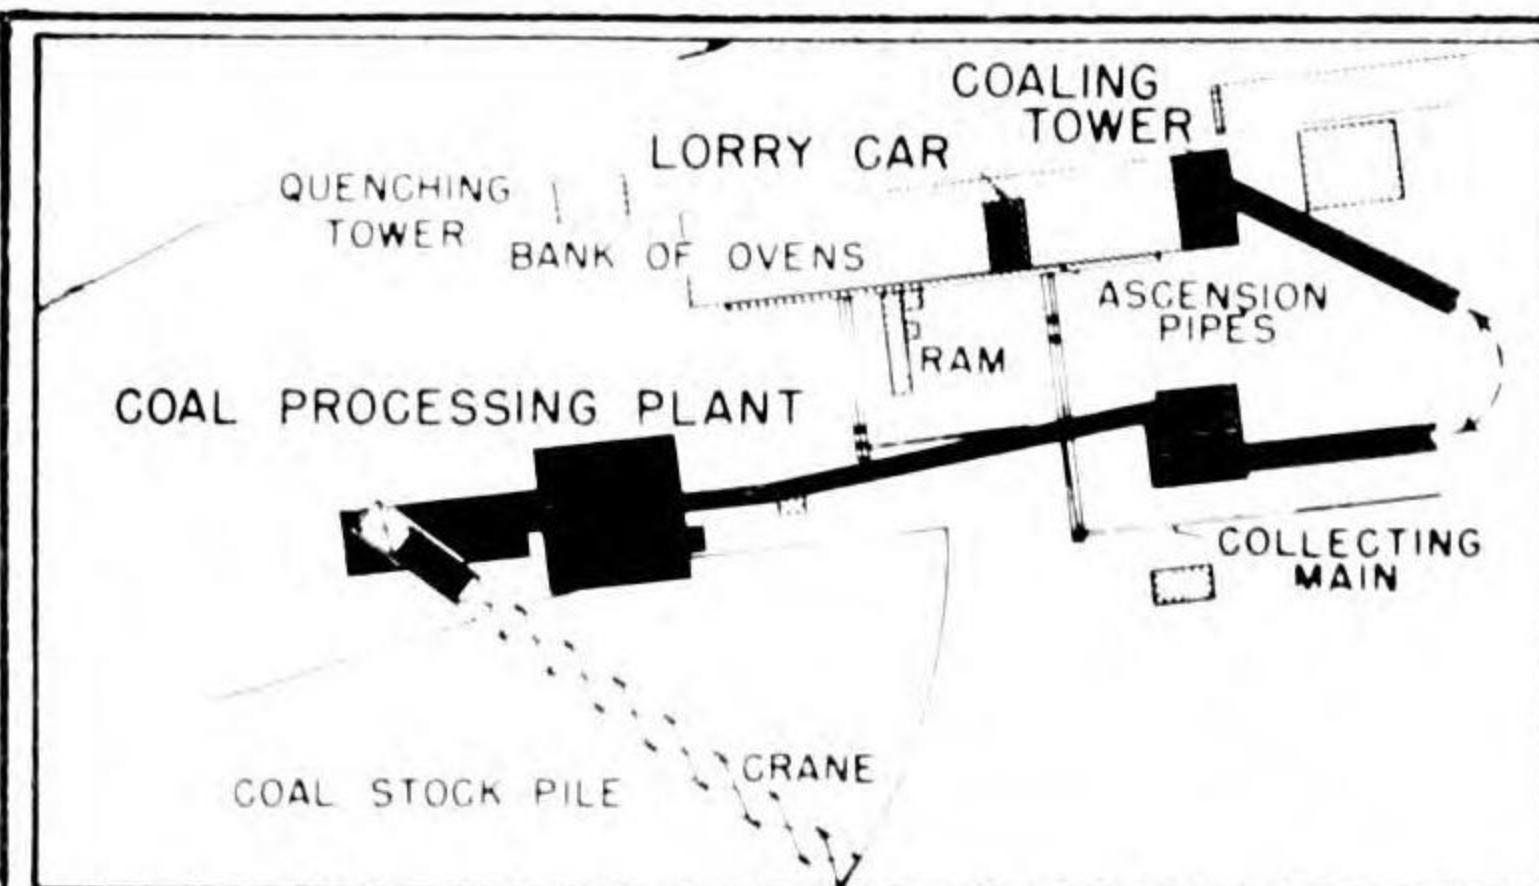 COALING
TOWER
LORRY CAR
QUENCHING
TOWER
BANK OF OVENS
ASCENSION
PIPES
RAM
COAL PROCESSING PLANT
COLLECTING
MAIN
CRANE
COAL STOCK PILE